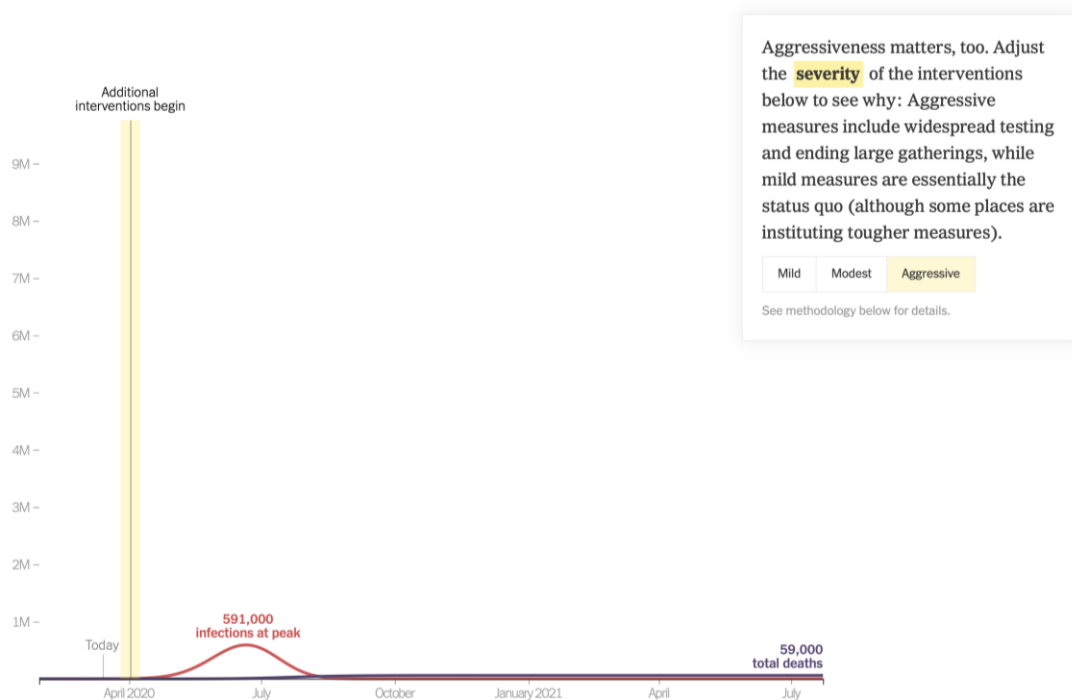 Aggressiveness matters, too. Adjust
the severity of the interventions
below to see why: Aggressive
measures include widespread testing
and ending large gatherings, while
mild measures are essentially the
status quo (although some places are
instituting tougher measures).
Mild Modest Aggressive
See methodology below for details.
Additional
interventions begin
9M
8M
7M
6M
5M
4M
3M
2M
1M
Today
591,000
infections at peak
59,000
total deaths
April 2020 July October January 2021 April July